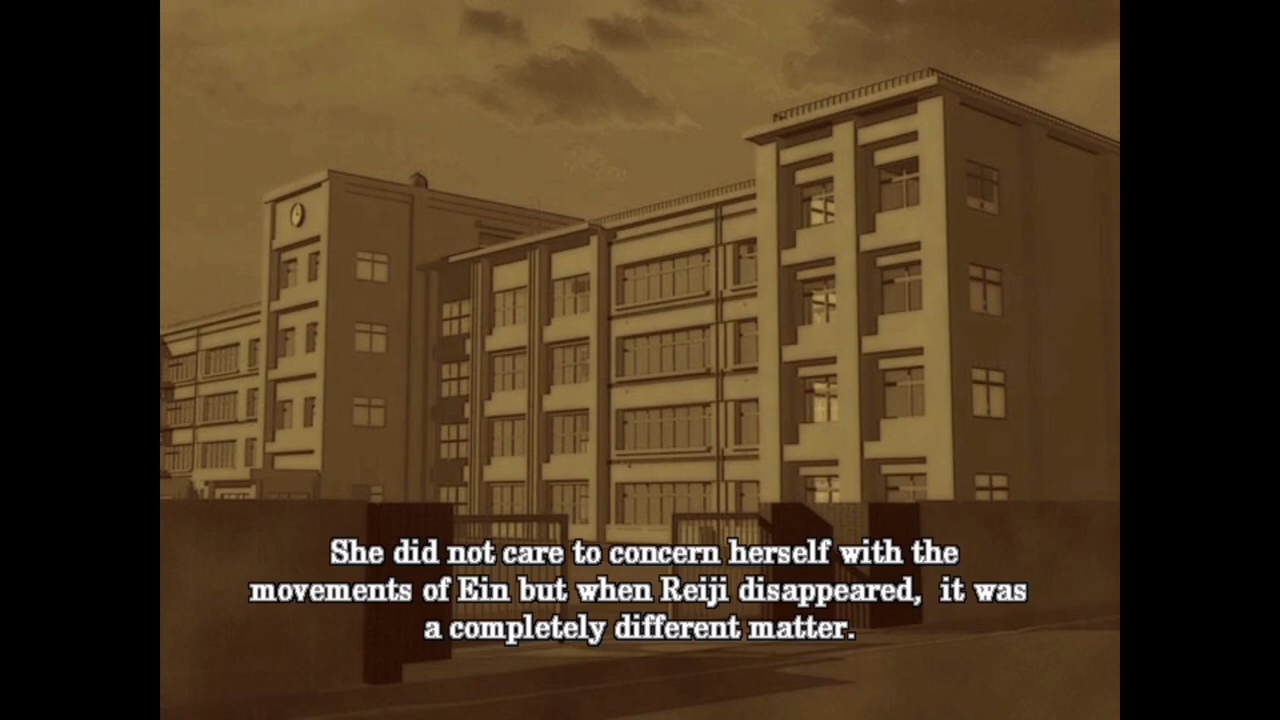 She did not care to concern herself with the
movements of Ein but when Reiji disappeared, it was
a completely different matter.